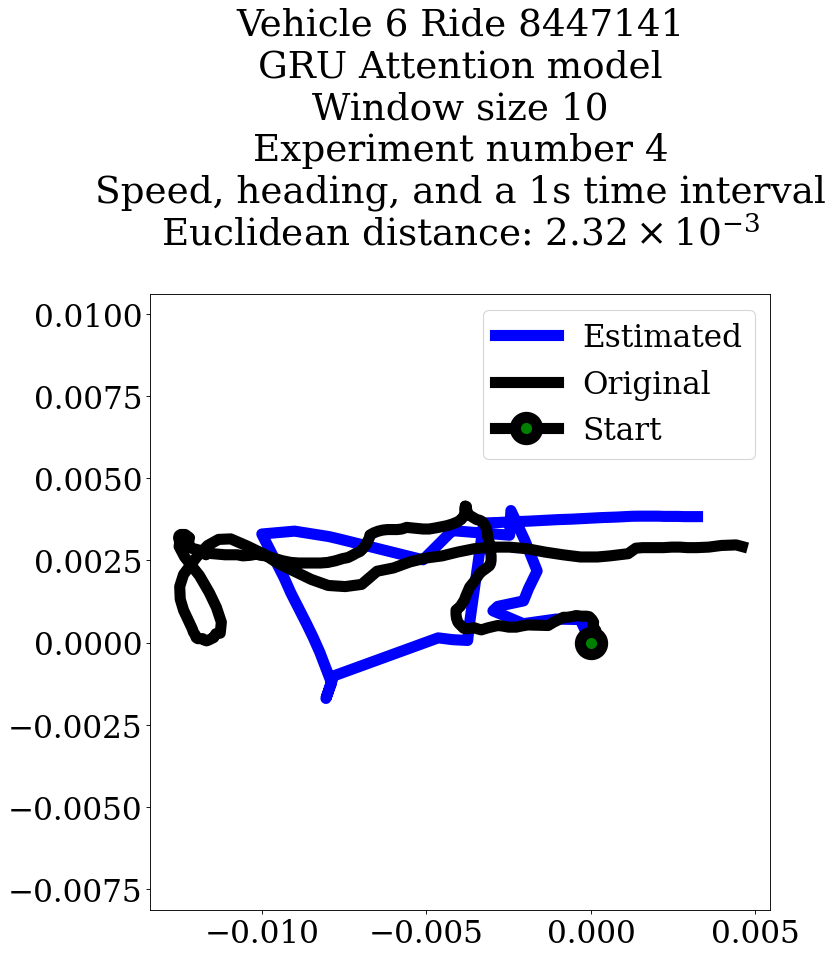 Vehicle 6 Ride 8447141
GRU Attention model
Window size 10
Experiment number 4
Speed, heading, and a 1s time interval
Euclidean distance: 2.32 × 10⁻³
Estimated
Original
Start
0.0100
0.0075
0.0050
0.0025
0.0000
−0.0025
−0.0050
−0.0075
−0.010 −0.005 0.000 0.005